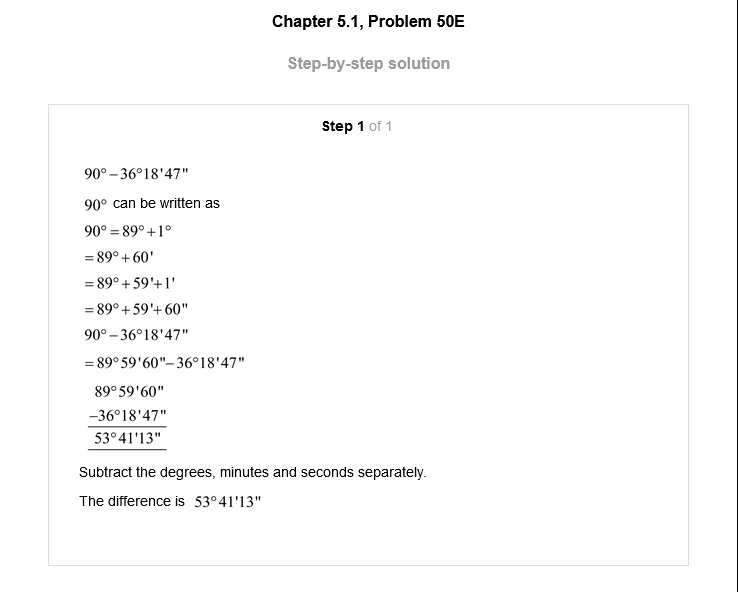 Chapter 5.1, Problem 50E
Step-by-step solution
Step 1 of 1
90°−36°18'47"
90° can be written as
90°=89°+1°
=89°+60'
=89°+59'+1'
=89°+59'+60"
90°−36°18'47"
=89°59'60"−36°18'47"
89°59'60"
−36°18'47"
53°41'13"
Subtract the degrees, minutes and seconds separately.
The difference is 53°41'13"